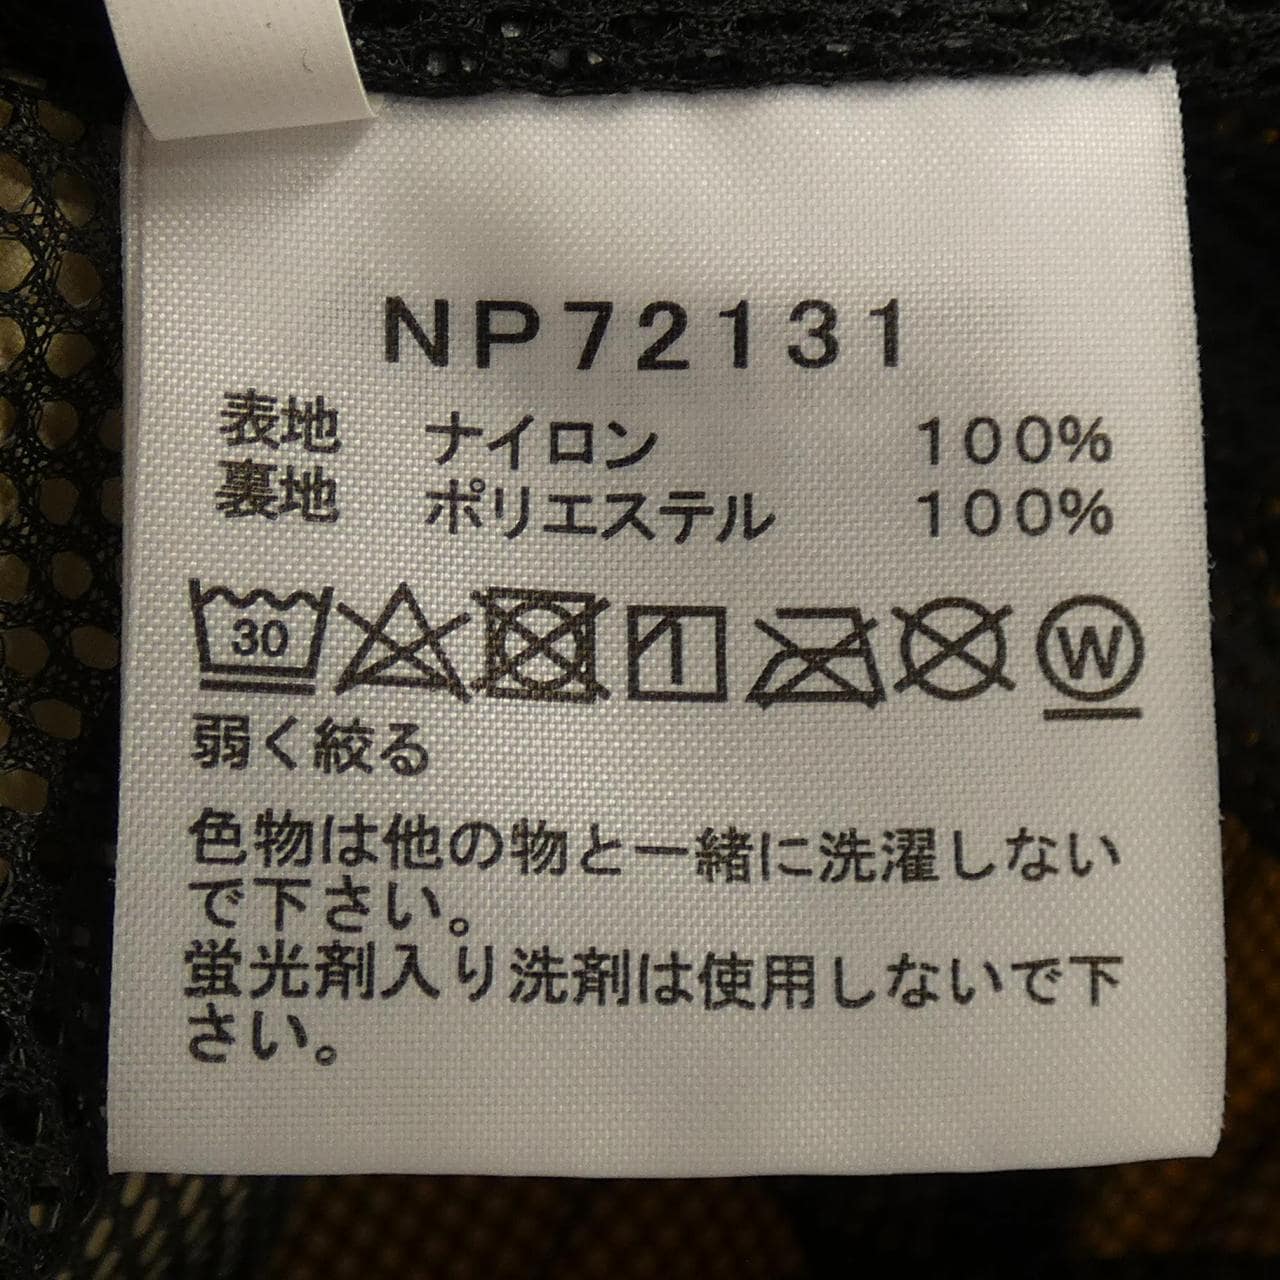 NP72131
表地 ナイロン 100%
裏地 ポリエステル 100%
30 W
弱く絞る
色物は他の物と一緒に洗濯しない
で下さい。
蛍光剤入り洗剤は使用しないで下
さい。